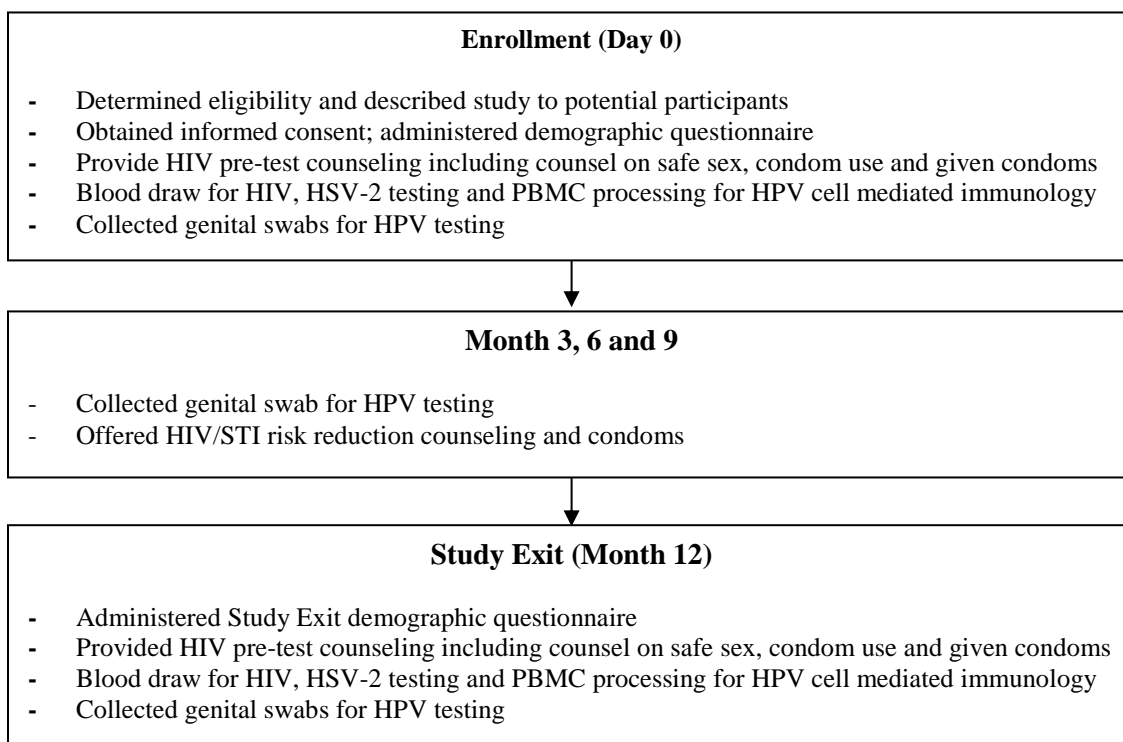 Enrollment (Day 0)
- Determined eligibility and described study to potential participants
- Obtained informed consent; administered demographic questionnaire
- Provide HIV pre-test counseling including counsel on safe sex, condom use and given condoms
- Blood draw for HIV, HSV-2 testing and PBMC processing for HPV cell mediated immunology
- Collected genital swabs for HPV testing
Month 3, 6 and 9
- Collected genital swab for HPV testing
- Offered HIV/STI risk reduction counseling and condoms
Study Exit (Month 12)
- Administered Study Exit demographic questionnaire
- Provided HIV pre-test counseling including counsel on safe sex, condom use and given condoms
- Blood draw for HIV, HSV-2 testing and PBMC processing for HPV cell mediated immunology
- Collected genital swabs for HPV testing